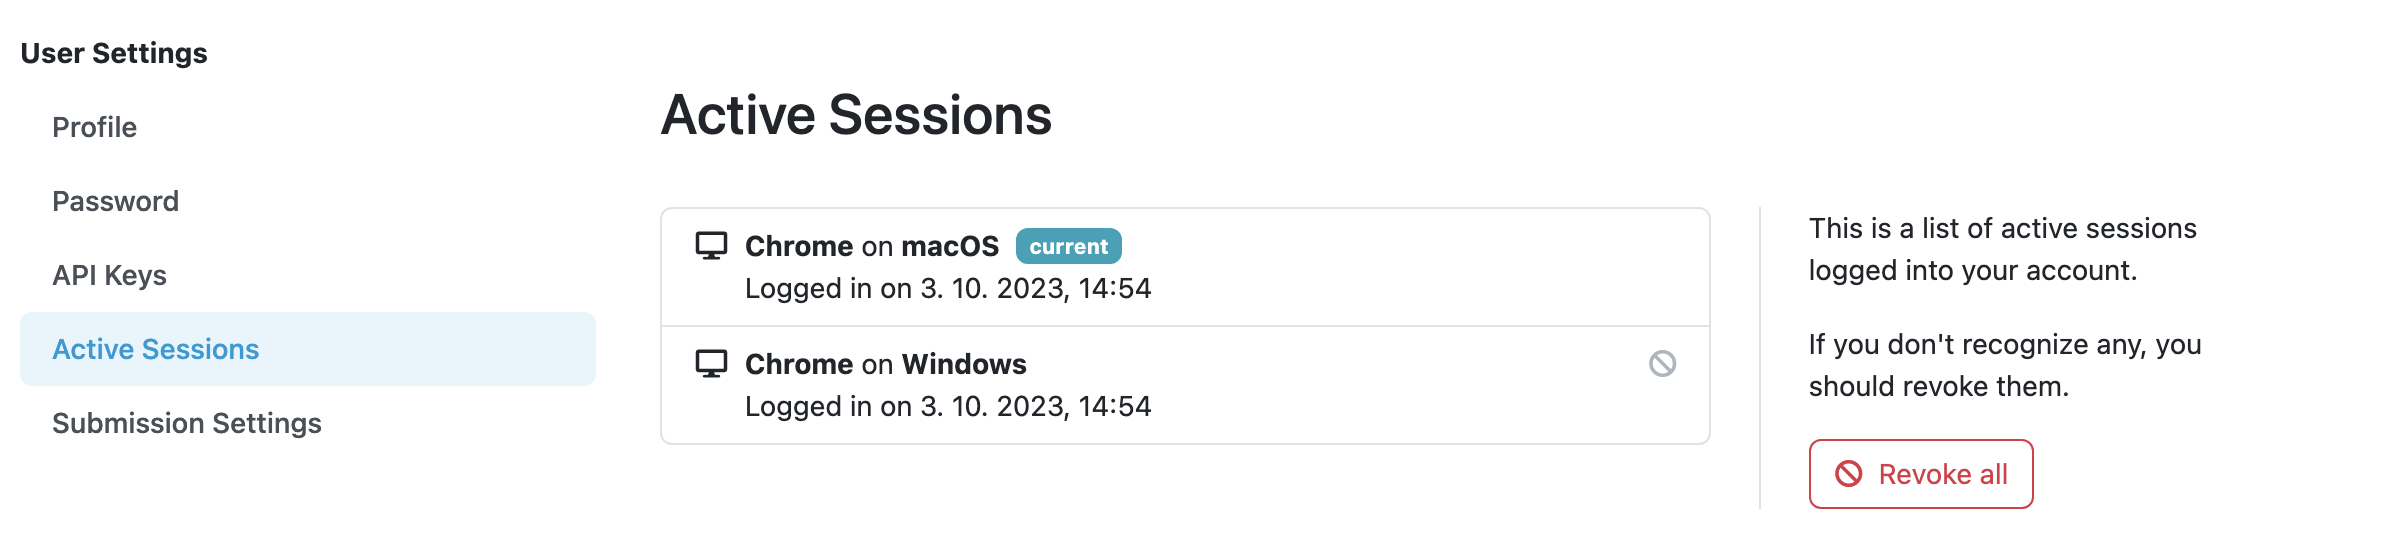 User Settings
Profile
Password
API Keys
Active Sessions
Submission Settings
Active Sessions
Chrome on macOS current
Logged in on 3. 10. 2023, 14:54
Chrome on Windows
Logged in on 3. 10. 2023, 14:54
This is a list of active sessions
logged into your account.
If you don't recognize any, you
should revoke them.
Revoke all